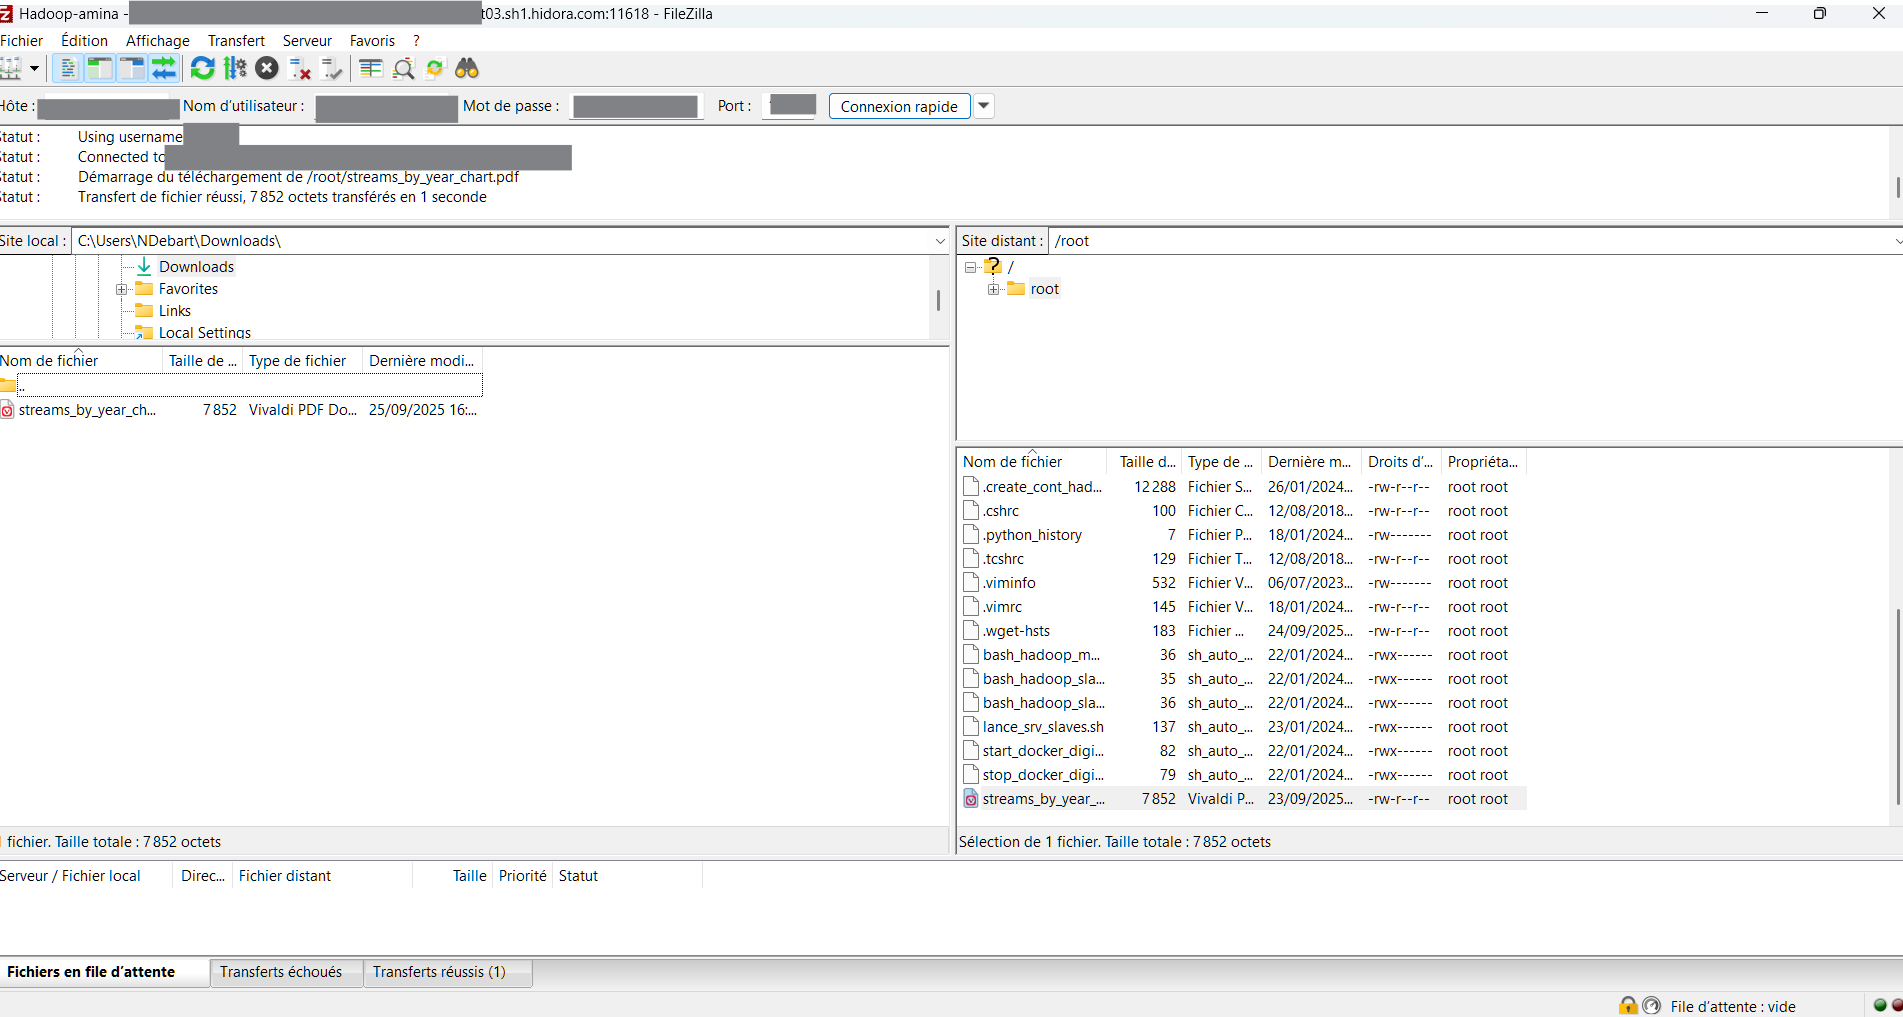 Hadoop-amina - t03.sh1.hidora.com:11618 - FileZilla
Fichier Édition Affichage Transfert Serveur Favoris ?
Hôte : Nom d'utilisateur : Mot de passe : Port : Connexion rapide
Statut : Using username
Statut : Connected to
Statut : Démarrage du téléchargement de /root/streams_by_year_chart.pdf
Statut : Transfert de fichier réussi, 7 852 octets transférés en 1 seconde
Site local : C:\Users\NDebart\Downloads\
Downloads
Favorites
Links
Local Settings
Nom de fichier Taille de ... Type de fichier Dernière modi...
..
streams_by_year_ch... 7 852 Vivaldi PDF Do... 25/09/2025 16:...
1 fichier. Taille totale : 7 852 octets
Site distant : /root
/
root
Nom de fichier Taille d... Type de ... Dernière m... Droits d'... Propriéta...
.create_cont_had... 12 288 Fichier S... 26/01/2024... -rw-r--r-- root root
.cshrc 100 Fichier C... 12/08/2018... -rw-r--r-- root root
.python_history 7 Fichier P... 18/01/2024... -rw------- root root
.tcshrc 129 Fichier T... 12/08/2018... -rw-r--r-- root root
.viminfo 532 Fichier V... 06/07/2023... -rw------- root root
.vimrc 145 Fichier V... 18/01/2024... -rw-r--r-- root root
.wget-hsts 183 Fichier ... 24/09/2025... -rw-r--r-- root root
bash_hadoop_m... 36 sh_auto_... 22/01/2024... -rwx------ root root
bash_hadoop_sla... 35 sh_auto_... 22/01/2024... -rwx------ root root
bash_hadoop_sla... 36 sh_auto_... 22/01/2024... -rwx------ root root
lance_srv_slaves.sh 137 sh_auto_... 23/01/2024... -rwx------ root root
start_docker_digi... 82 sh_auto_... 22/01/2024... -rwx------ root root
stop_docker_digi... 79 sh_auto_... 22/01/2024... -rwx------ root root
streams_by_year_... 7 852 Vivaldi P... 23/09/2025... -rw-r--r-- root root
Sélection de 1 fichier. Taille totale : 7 852 octets
Serveur / Fichier local Direc... Fichier distant Taille Priorité Statut
Fichiers en file d'attente Transferts échoués Transferts réussis (1)
File d'attente : vide